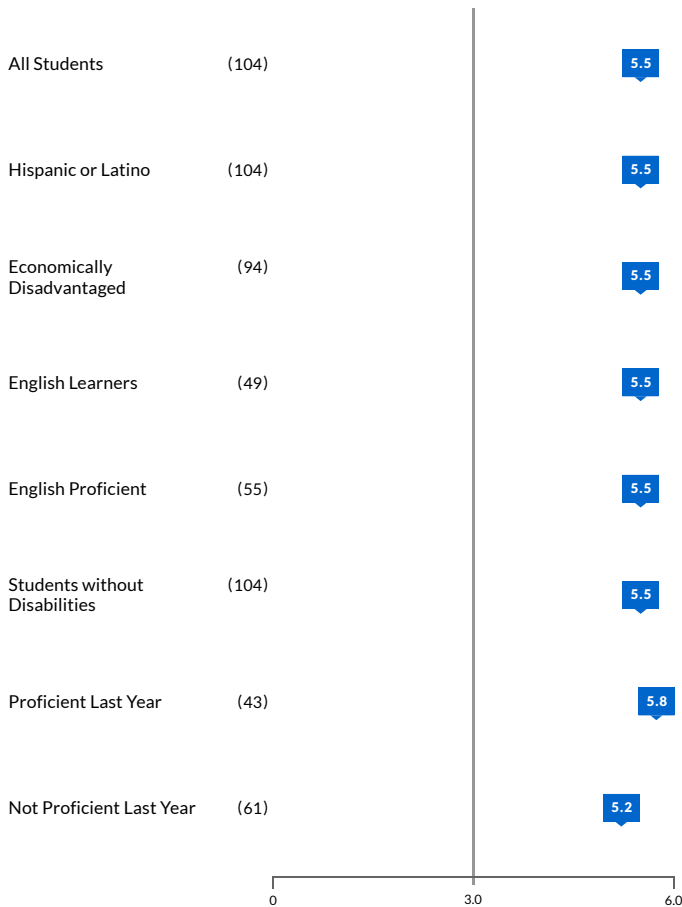 All Students (104) 5.5
Hispanic or Latino (104) 5.5
Economically (94)
Disadvantaged 5.5
English Learners (49) 5.5
English Proficient (55) 5.5
Students without (104)
Disabilities 5.5
Proficient Last Year (43) 5.8
Not Proficient Last Year (61) 5.2
0 3.0 6.0